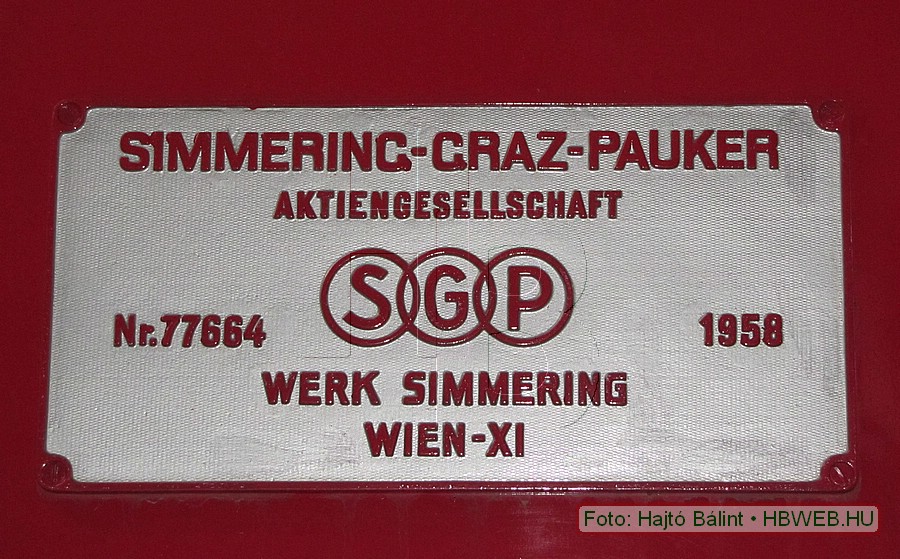 SIMMERING-GRAZ-PAUKER
AKTIENGESELLSCHAFT
SGP
Nr.77664 1958
WERK SIMMERING
WIEN-XI
Foto: Hajtó Bálint • HBWEB.HU